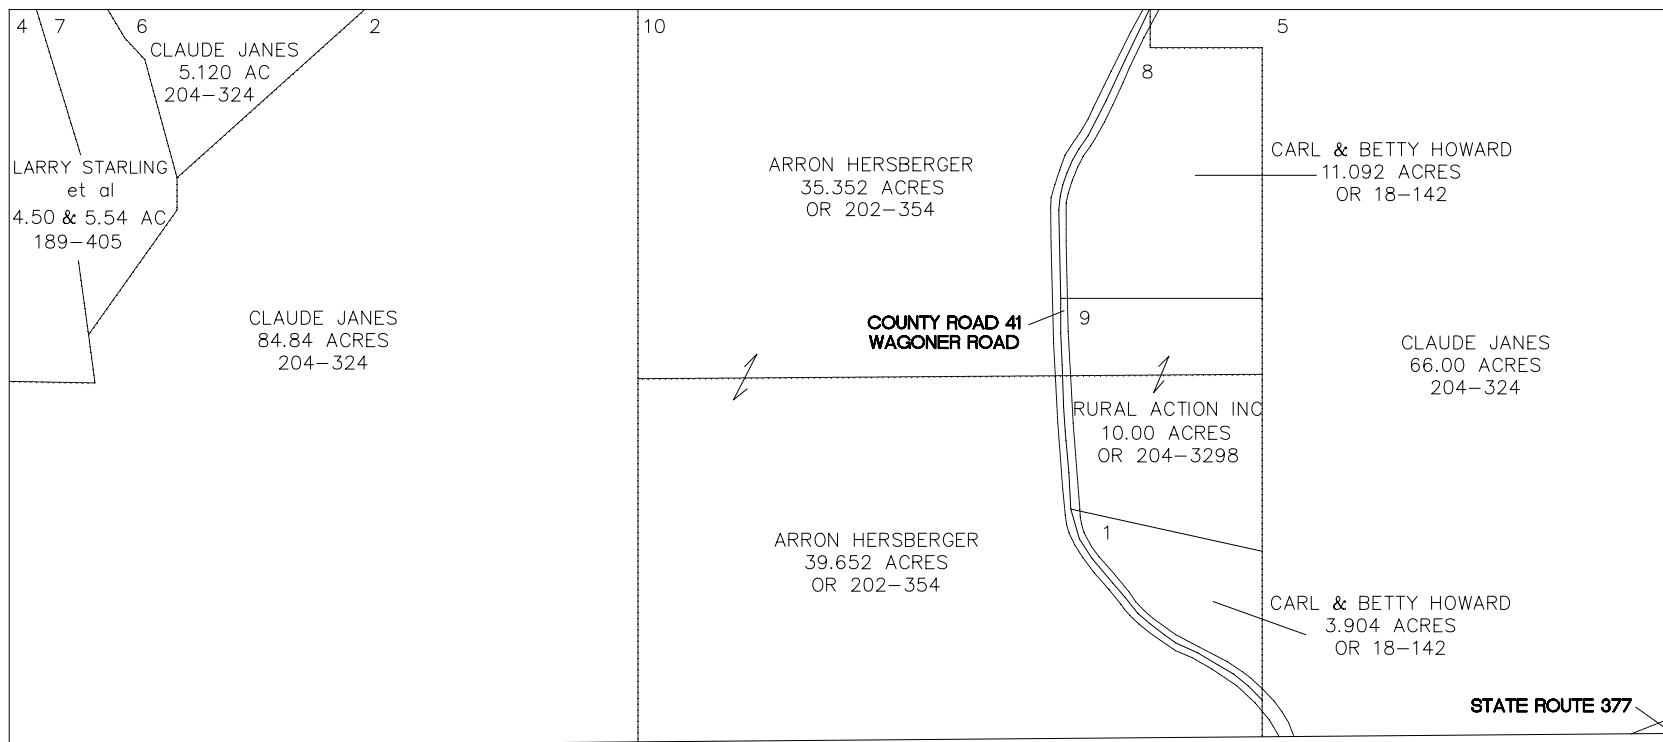 4
7
6
2
10
5
CLAUDE JANES
5.120 AC
204-324
8
LARRY STARLING
et al
4.50 & 5.54 AC
189-405
ARRON HERSBERGER
35.352 ACRES
OR 202-354
CARL & BETTY HOWARD
11.092 ACRES
OR 18-142
CLAUDE JANES
84.84 ACRES
204-324
COUNTY ROAD 41
WAGONER ROAD
9
CLAUDE JANES
66.00 ACRES
204-324
RURAL ACTION INC
10.00 ACRES
OR 204-3298
1
ARRON HERSBERGER
39.652 ACRES
OR 202-354
CARL & BETTY HOWARD
3.904 ACRES
OR 18-142
STATE ROUTE 377